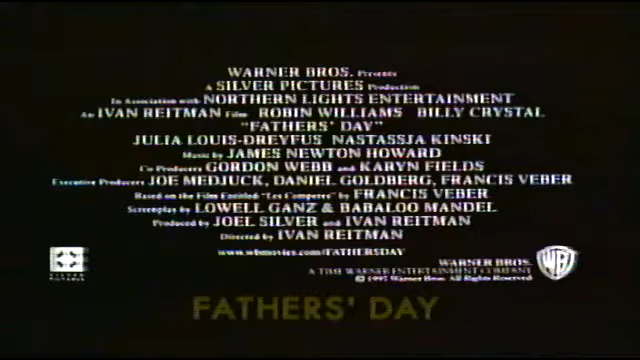 WARNER BROS. Presents
A SILVER PICTURES Production
In Association with NORTHERN LIGHTS ENTERTAINMENT
An IVAN REITMAN Film ROBIN WILLIAMS BILLY CRYSTAL
"FATHERS' DAY"
JULIA LOUIS-DREYFUS NASTASSJA KINSKI
Music by JAMES NEWTON HOWARD
Co Producers GORDON WEBB and KARYN FIELDS
Executive Producers JOE MEDJUCK, DANIEL GOLDBERG, FRANCIS VEBER
Based on the Film Entitled "Les Comperes" by FRANCIS VEBER
Screenplay by LOWELL GANZ & BABALOO MANDEL
Produced by JOEL SILVER and IVAN REITMAN
Directed by IVAN REITMAN
www.wbmovies.com/FATHERSDAY
SILVER
PICTURES
WARNER BROS.
A TIME WARNER ENTERTAINMENT COMPANY
© 1997 Warner Bros. All Rights Reserved
WB
FATHERS' DAY